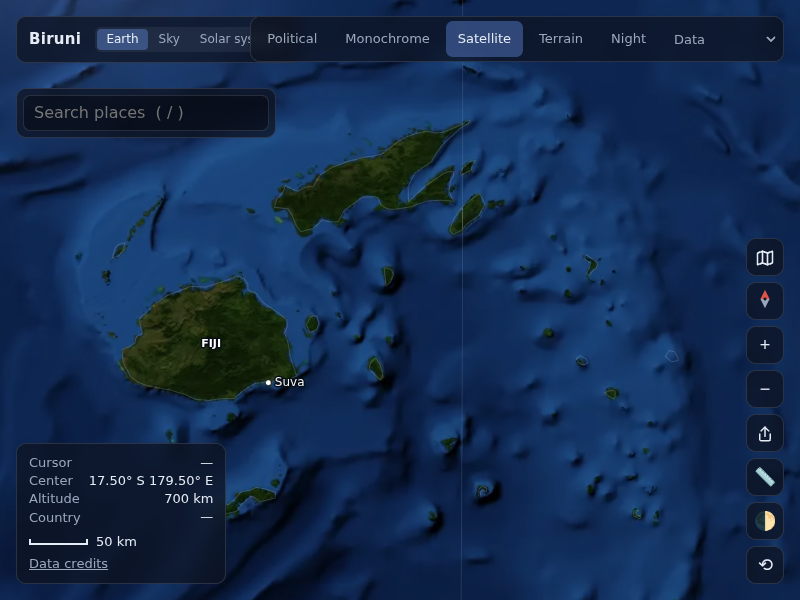 Biruni Earth Sky Solar sys Political Monochrome Satellite Terrain Night Data
Search places ( / )
FIJI
Suva
Cursor —
Center 17.50° S 179.50° E
Altitude 700 km
Country —
50 km
Data credits
+
−